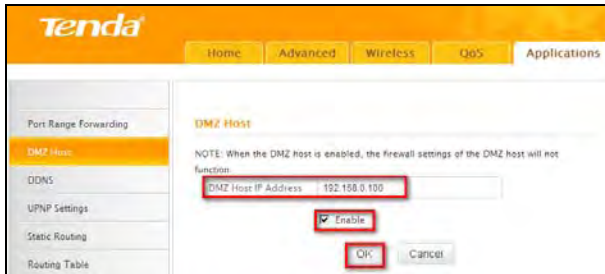 Tenda
Home Advanced Wireless QoS Applications
Port Range Forwarding
DMZ Host
DDNS
UPNP Settings
Static Routing
Routing Table
DMZ Host
NOTE: When the DMZ host is enabled, the firewall settings of the DMZ host will not
function
DMZ Host IP Address 192.168.0.100
Enable
OK Cancel